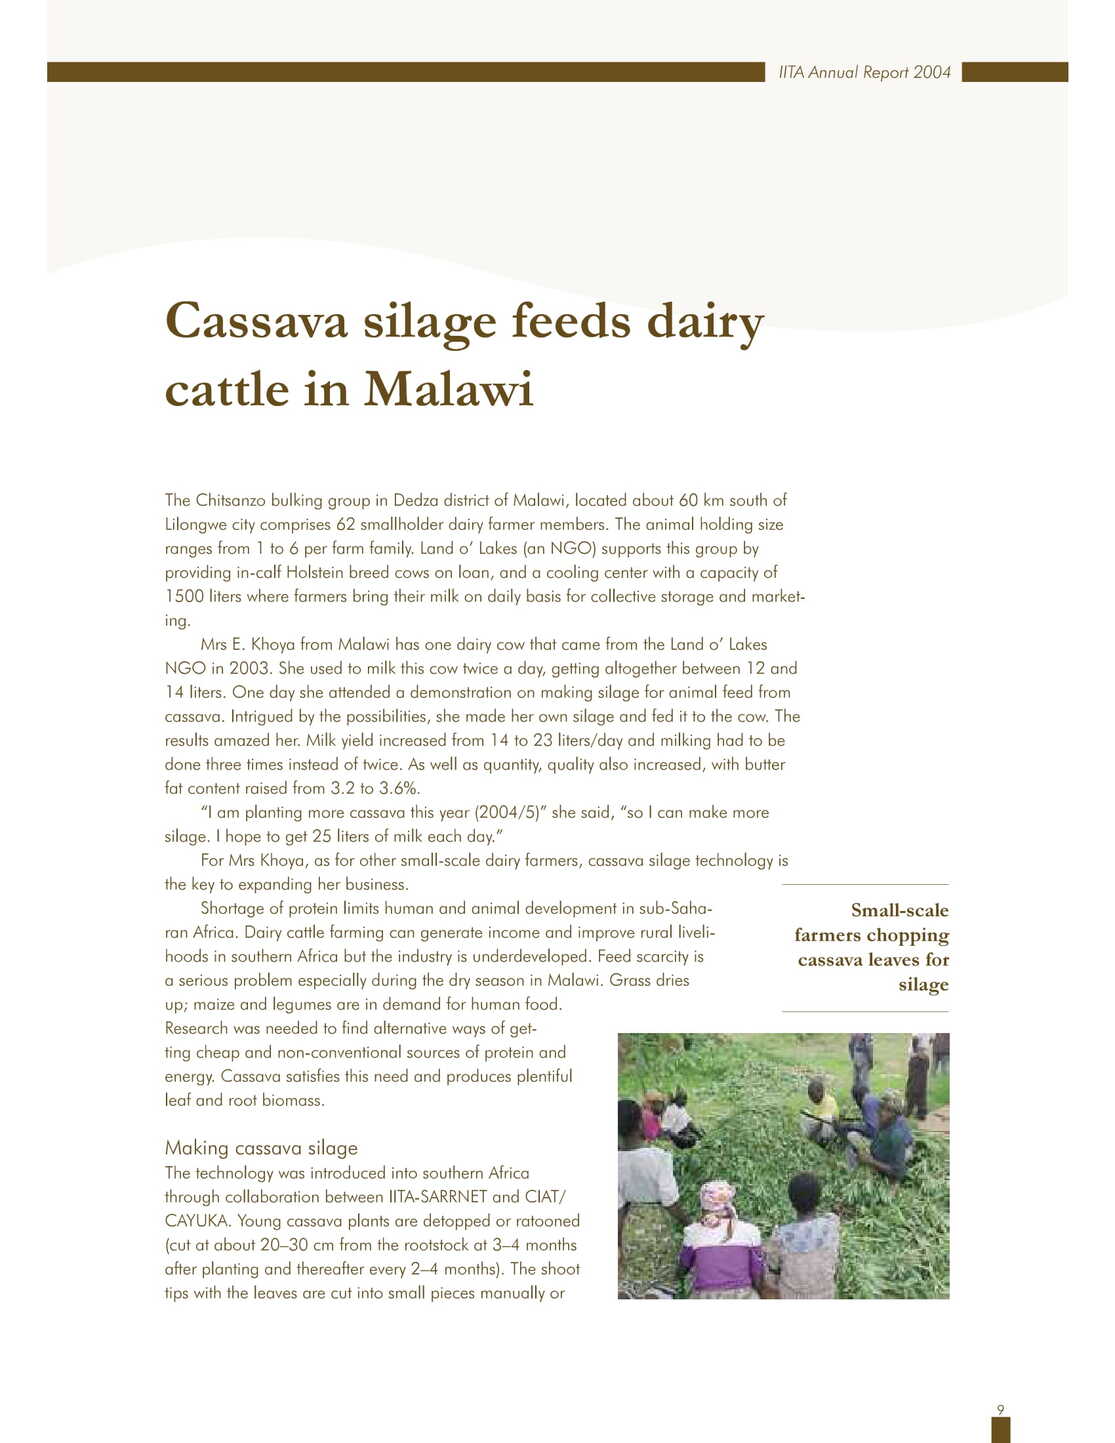 IITA Annual Report 2004
Cassava silage feeds dairy
cattle in Malawi
The Chitsanzo bulking group in Dedza district of Malawi, located about 60 km south of
Lilongwe city comprises 62 smallholder dairy farmer members. The animal holding size
ranges from 1 to 6 per farm family. Land o’ Lakes (an NGO) supports this group by
providing in-calf Holstein breed cows on loan, and a cooling center with a capacity of
1500 liters where farmers bring their milk on daily basis for collective storage and market-
ing.
Mrs E. Khoya from Malawi has one dairy cow that came from the Land o’ Lakes
NGO in 2003. She used to milk this cow twice a day, getting altogether between 12 and
14 liters. One day she attended a demonstration on making silage for animal feed from
cassava. Intrigued by the possibilities, she made her own silage and fed it to the cow. The
results amazed her. Milk yield increased from 14 to 23 liters/day and milking had to be
done three times instead of twice. As well as quantity, quality also increased, with butter
fat content raised from 3.2 to 3.6%.
“I am planting more cassava this year (2004/5)” she said, “so I can make more
silage. I hope to get 25 liters of milk each day.”
For Mrs Khoya, as for other small-scale dairy farmers, cassava silage technology is
the key to expanding her business.
Shortage of protein limits human and animal development in sub-Saha-
ran Africa. Dairy cattle farming can generate income and improve rural liveli-
hoods in southern Africa but the industry is underdeveloped. Feed scarcity is
a serious problem especially during the dry season in Malawi. Grass dries
up; maize and legumes are in demand for human food.
Research was needed to find alternative ways of get-
ting cheap and non-conventional sources of protein and
energy. Cassava satisfies this need and produces plentiful
leaf and root biomass.
Making cassava silage
The technology was introduced into southern Africa
through collaboration between IITA-SARRNET and CIAT/
CAYUKA. Young cassava plants are detopped or ratooned
(cut at about 20–30 cm from the rootstock at 3–4 months
after planting and thereafter every 2–4 months). The shoot
tips with the leaves are cut into small pieces manually or
Small-scale
farmers chopping
cassava leaves for
silage
9